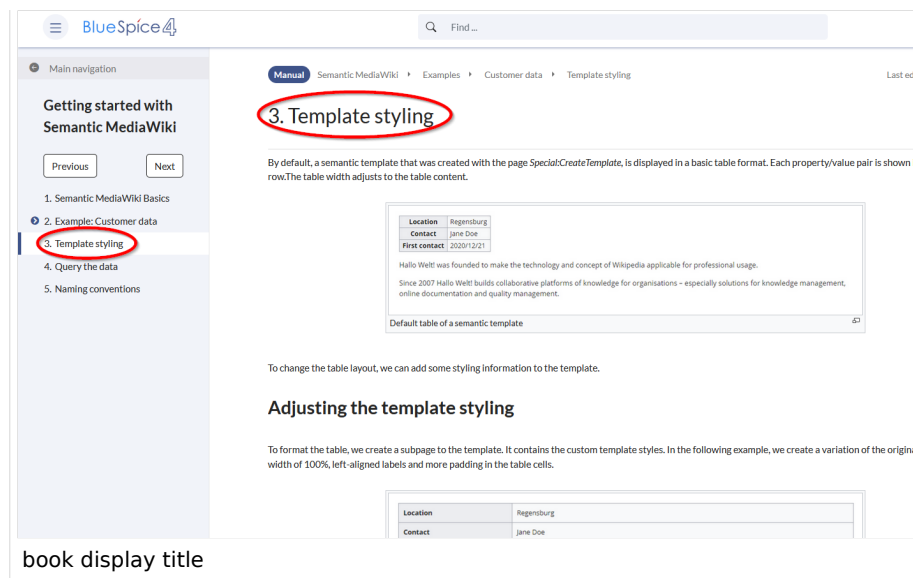 BlueSpice 4
Find ...
Main navigation
Getting started with
Semantic MediaWiki
Previous
Next
1. Semantic MediaWiki Basics
2. Example: Customer data
3. Template styling
4. Query the data
5. Naming conventions
Manual Semantic MediaWiki Examples Customer data Template styling
Last
3. Template styling
By default, a semantic template that was created with the page Special:CreateTemplate, is displayed in a basic table format. Each property/value pair is shown
row.The table width adjusts to the table content.
Location Regensburg
Contact Jane Doe
First contact 2020/12/21
Hallo Welt! was founded to make the technology and concept of Wikipedia applicable for professional usage.
Since 2007 Hallo Welt! builds collaborative platforms of knowledge for organisations – especially solutions for knowledge management,
online documentation and quality management.
Default table of a semantic template
To change the table layout, we can add some styling information to the template.
Adjusting the template styling
To format the table, we create a subpage to the template. It contains the custom template styles. In the following example, we create a variation of the
width of 100%, left-aligned labels and more padding in the table cells.
Location Regensburg
Contact Jane Doe
book display title